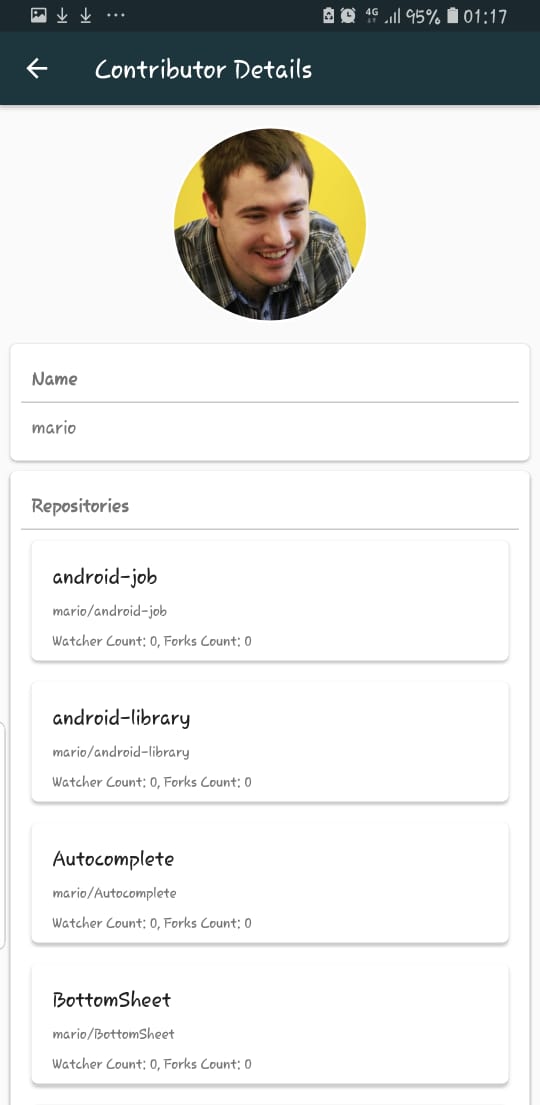 4G 95% 01:17
Contributor Details
Name
mario
Repositories
android-job
mario/android-job
Watcher Count: 0, Forks Count: 0
android-library
mario/android-library
Watcher Count: 0, Forks Count: 0
Autocomplete
mario/Autocomplete
Watcher Count: 0, Forks Count: 0
BottomSheet
mario/BottomSheet
Watcher Count: 0, Forks Count: 0